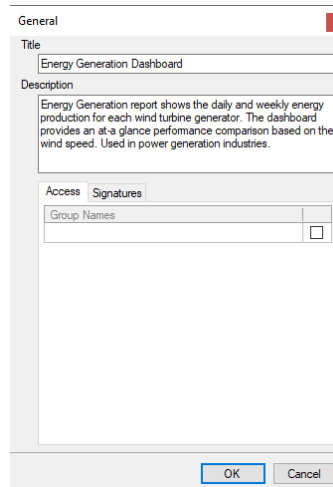 General
Title
Energy Generation Dashboard
Description
Energy Generation report shows the daily and weekly energy
production for each wind turbine generator. The dashboard
provides an at-a glance performance comparison based on the
wind speed. Used in power generation industries.
Access Signatures
Group Names
OK Cancel